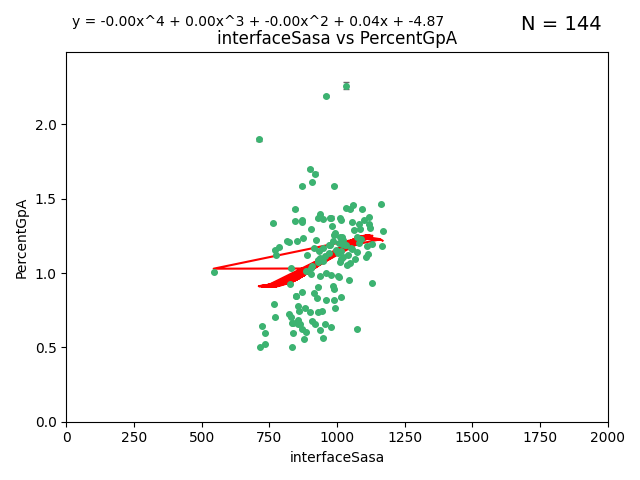 y = -0.00x^4 + 0.00x^3 + -0.00x^2 + 0.04x + -4.87
N = 144
interfaceSasa vs PercentGpA
PercentGpA
2.0
1.5
1.0
0.5
0.0
0 250 500 750 1000 1250 1500 1750 2000
interfaceSasa